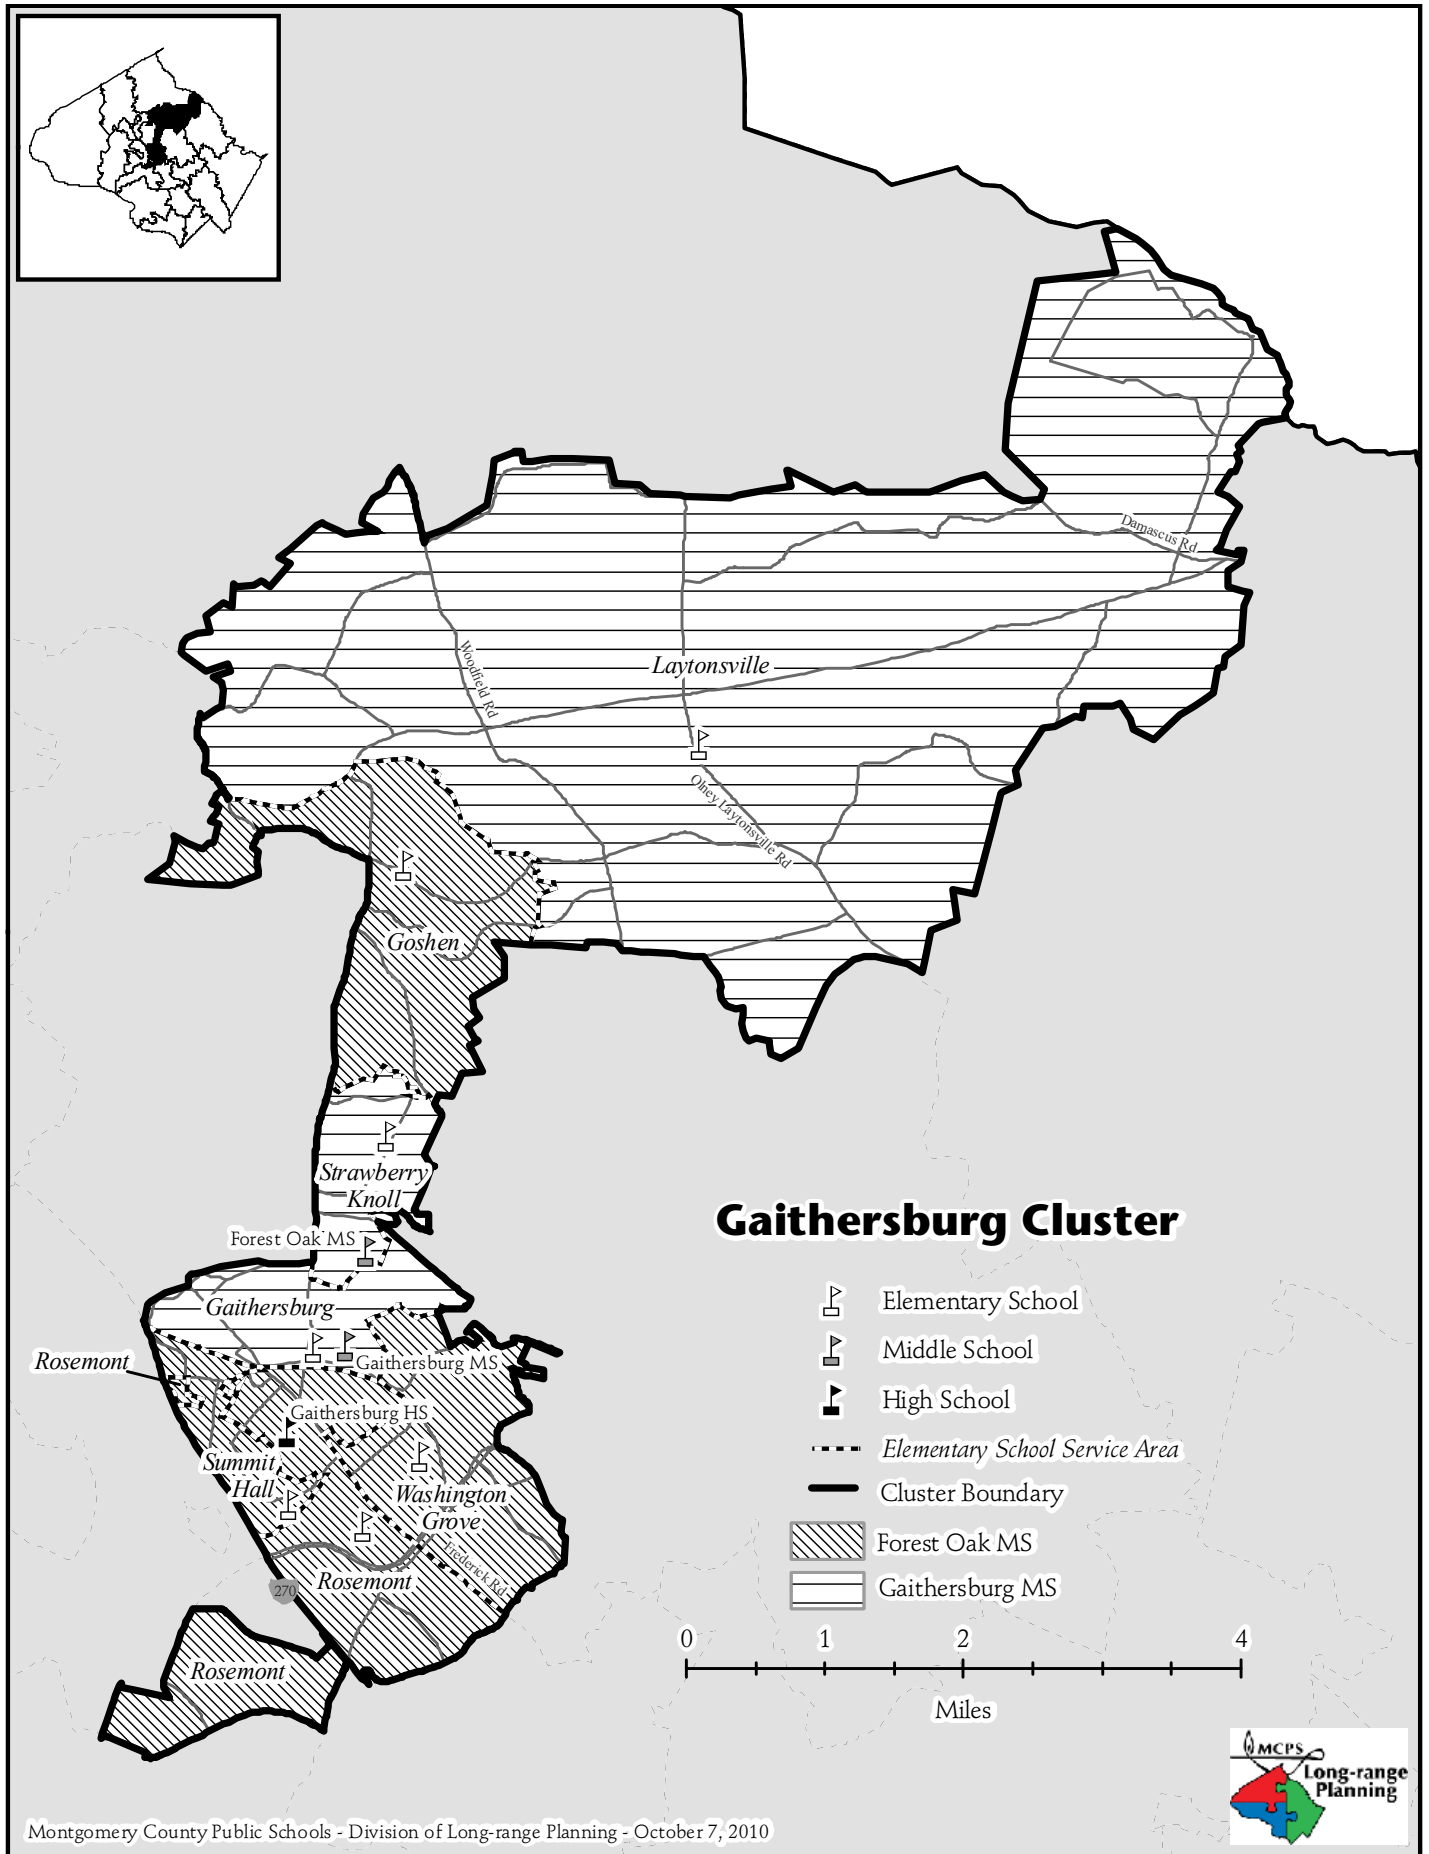 Damascus Rd
Woodfield Rd
Laytonsville
Olney Laytonsville Rd
Goshen
Strawberry
Knoll
Forest Oak MS
Gaithersburg
Rosemont
Gaithersburg MS
Gaithersburg HS
Summit
Hall
Washington
Grove
Frederick Rd
Rosemont
270
Rosemont
Gaithersburg Cluster
Elementary School
Middle School
High School
Elementary School Service Area
Cluster Boundary
Forest Oak MS
Gaithersburg MS
0 1 2 4
Miles
MCPS
Long-range
Planning
Montgomery County Public Schools - Division of Long-range Planning - October 7, 2010